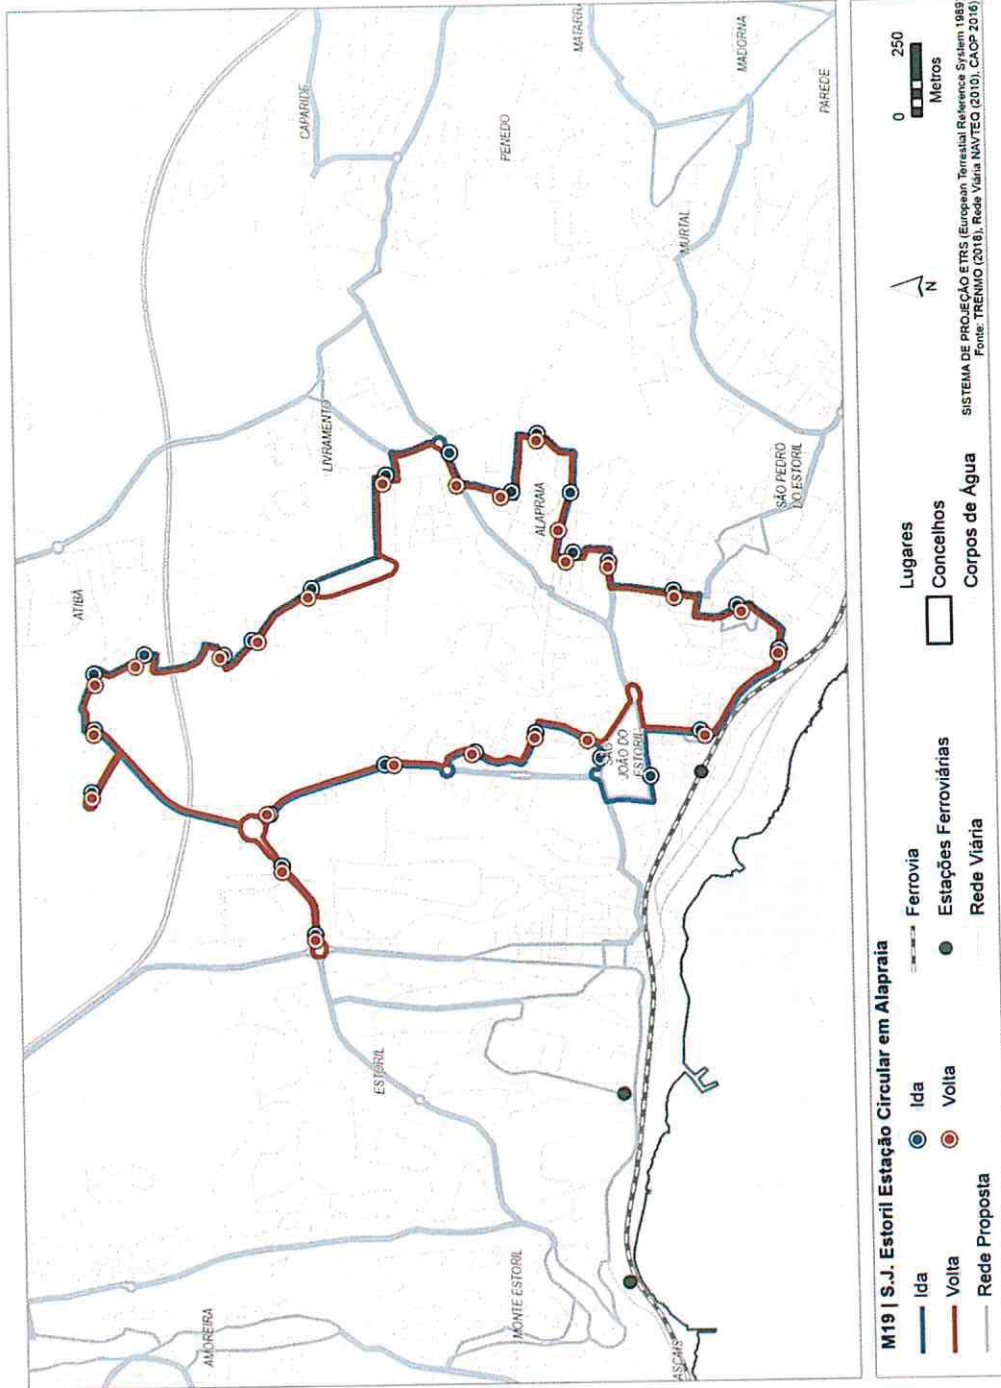 CAPARIDE
MATARR
MADORNA
PENEDO
PAREDE
MURTAL
LIVRAMENTO
ATIBÁ
ALAPRAIA
SÃO PEDRO
DO ESTORIL
SÃO
JOÃO DO
ESTORIL
ESTORIL
AMOREIRA
MONTE ESTORIL
ASCAIS
M19 | S.J. Estoril Estação Circular em Alapraia
Ida
Volta
Rede Proposta
Ida
Volta
Ferrovia
Estações Ferroviárias
Rede Viária
Lugares
Concelhos
Corpos de Água
N
0 250
Metros
SISTEMA DE PROJEÇÃO ETRS (European Terrestrial Reference System 1989)
Fonte: TRENMO (2018), Rede Viária NAVTEQ (2010), CAOP 2016)